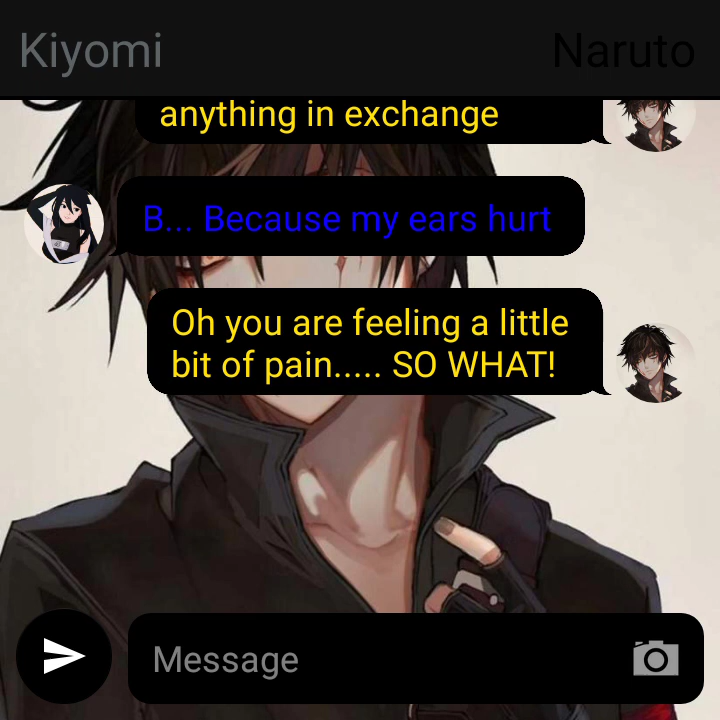 Kiyomi
Naruto
anything in exchange
B... Because my ears hurt
Oh you are feeling a little
bit of pain..... SO WHAT!
Message